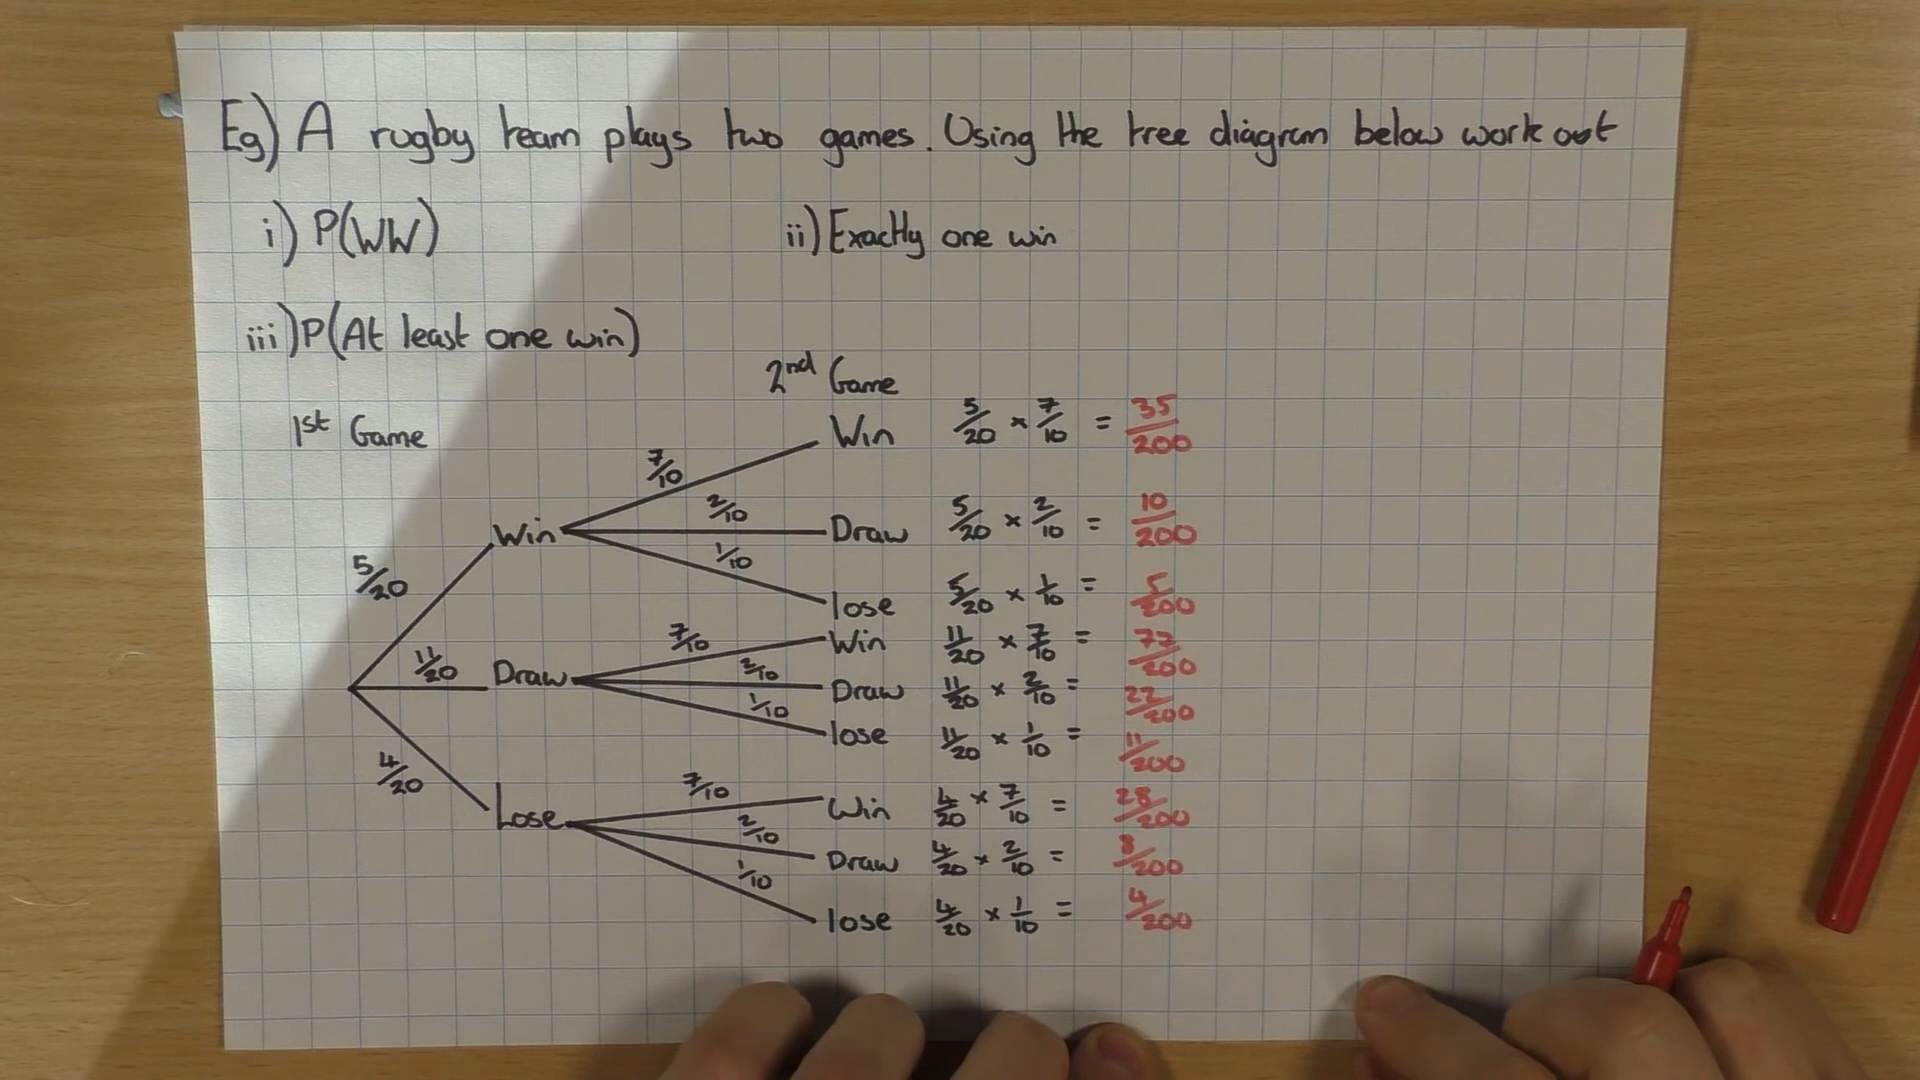 Eg) A rugby team plays two games. Using the tree diagram below work out
i) P(WW) ii) Exactly one win
iii) P(At least one win)
1st Game 2nd Game
5/20 Win
7/10 Win 5/20 × 7/10 = 35/200
2/10 Draw 5/20 × 2/10 = 10/200
1/10 lose 5/20 × 1/10 = 5/200
11/20 Draw
7/10 Win 11/20 × 7/10 = 77/200
2/10 Draw 11/20 × 2/10 = 22/200
1/10 lose 11/20 × 1/10 = 11/200
4/20 Lose
7/10 Win 4/20 × 7/10 = 28/200
2/10 Draw 4/20 × 2/10 = 8/200
1/10 lose 4/20 × 1/10 = 4/200